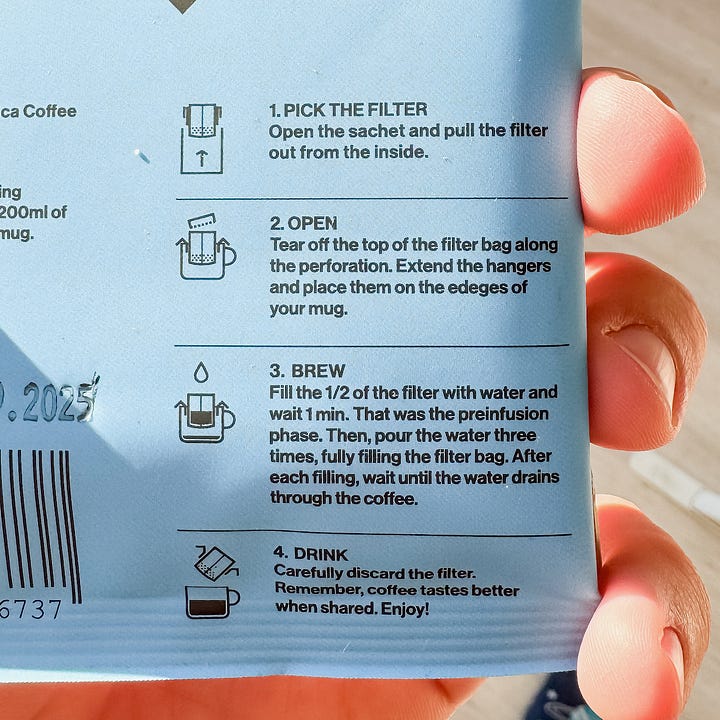 ca Coffee
ing
200ml of
mug.
.2025
6737
1. PICK THE FILTER
Open the sachet and pull the filter
out from the inside.
2. OPEN
Tear off the top of the filter bag along
the perforation. Extend the hangers
and place them on the edeges of
your mug.
3. BREW
Fill the 1/2 of the filter with water and
wait 1 min. That was the preinfusion
phase. Then, pour the water three
times, fully filling the filter bag. After
each filling, wait until the water drains
through the coffee.
4. DRINK
Carefully discard the filter.
Remember, coffee tastes better
when shared. Enjoy!